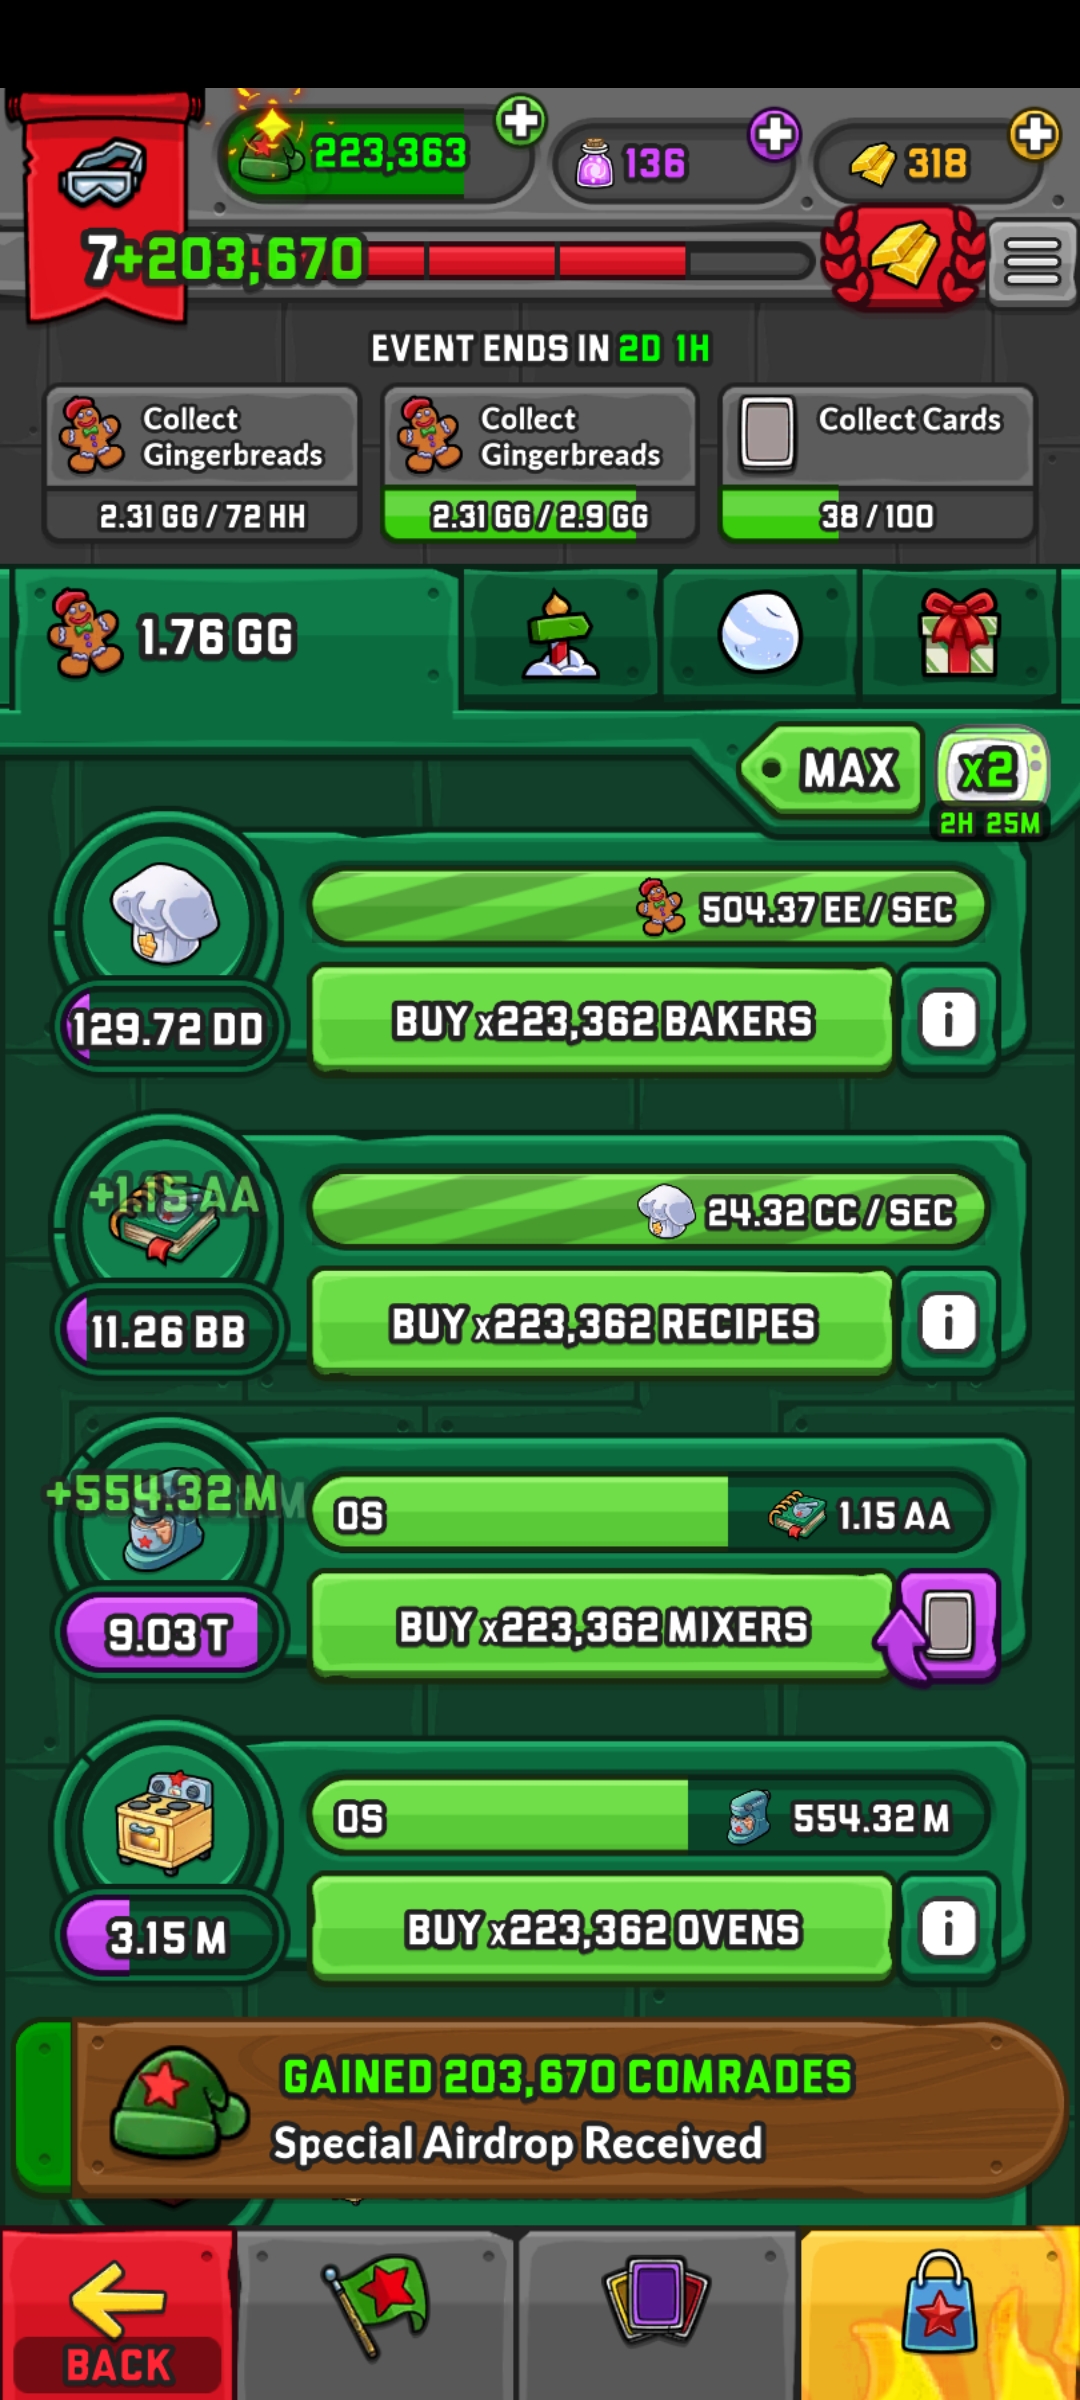 223,363
136
318
7
+203,670
EVENT ENDS IN 2D 1H
Collect
Gingerbreads
2.31 GG / 72 HH
Collect
Gingerbreads
2.31 GG / 2.9 GG
Collect Cards
38 / 100
1.76 GG
MAX
x2
2H 25M
504.37 EE / SEC
129.72 DD
BUY x223,362 BAKERS
i
+1.15 AA
24.32 CC / SEC
11.26 BB
BUY x223,362 RECIPES
i
+554.32 M
0S
1.15 AA
9.03 T
BUY x223,362 MIXERS
0S
554.32 M
3.15 M
BUY x223,362 OVENS
i
GAINED 203,670 COMRADES
Special Airdrop Received
BACK